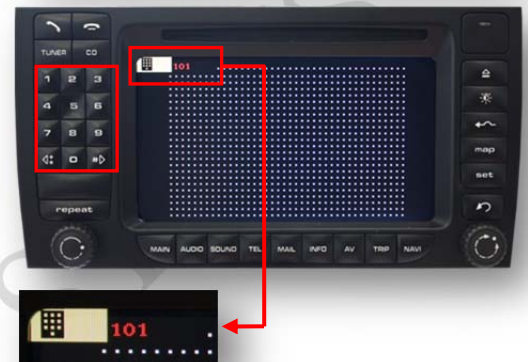 TUNER CD
101
1 2 3
4 5 6
7 8 9
0 #
map
set
repeat
MAIN AUDIO SOUND TEL MAIL INFO AV TRIP NAVI
101